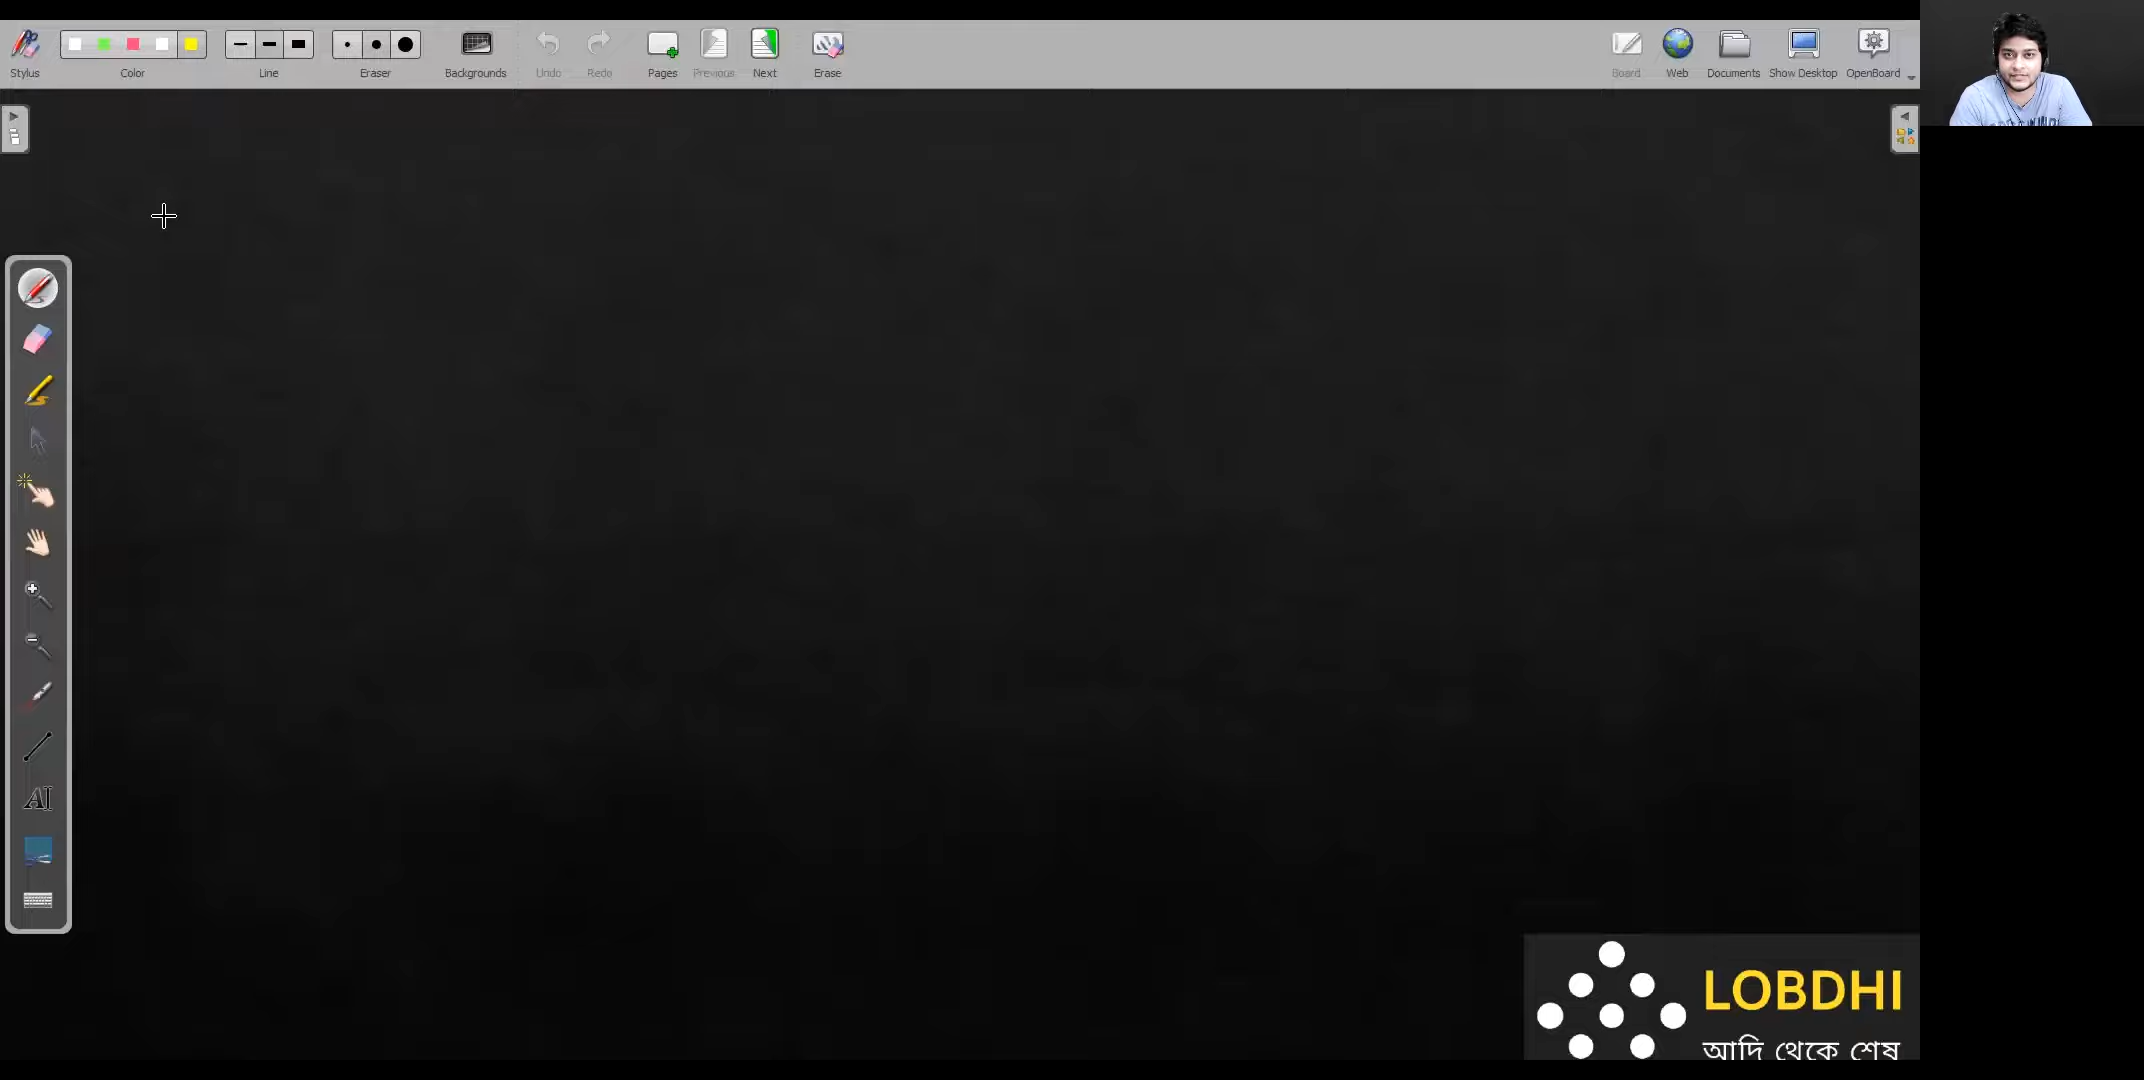 Stylus
Color
Line
Eraser
Backgrounds
Undo
Redo
Pages
Previous
Next
Erase
Board
Web
Documents
Show Desktop
OpenBoard
AI
LOBDHI
আদি থেকে শেষ